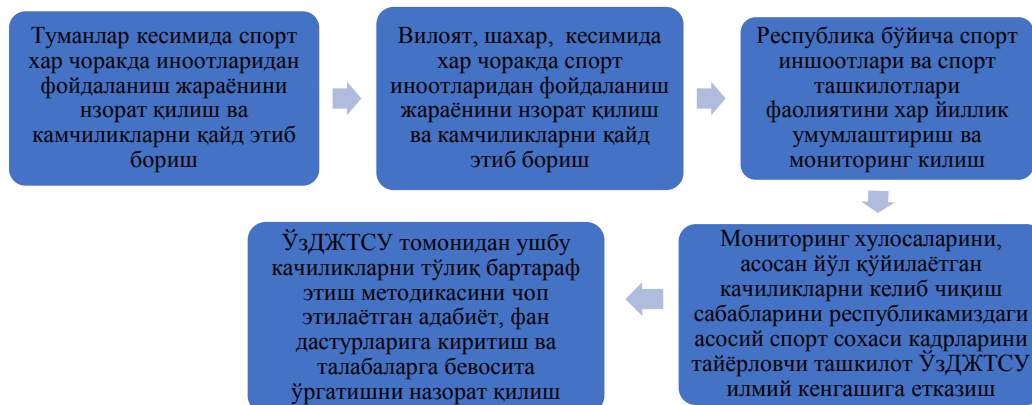 Туманлар кесимида спорт
хар чоракда иноотларидан
фойдаланиш жараёнини
нзорат қилиш ва
камчиликларни қайд этиб
бориш
Вилоят, шахар, кесимида
хар чоракда спорт
иноотларидан фойдаланиш
жараёнини нзорат қилиш
ва камчиликларни қайд
этиб бориш
Республика бўйича спорт
иншоотлари ва спорт
ташкилотлари
фаолиятини хар йиллик
умумлаштириш ва
мониторинг килиш
Мониторинг хулосаларини,
асосан йўл қўйилаётган
качиликларни келиб чиқиш
сабабларини республикамиздаги
асосий спорт сохаси кадрларини
тайёрловчи ташкилот ЎзДЖТСУ
илмий кенгашига етказиш
ЎзДЖТСУ томонидан ушбу
качиликларни тўлиқ бартараф
этиш методикасини чоп
этилаётган адабиёт, фан
дастурларига киритиш ва
талабаларга бевосита
ўргатишни назорат қилиш